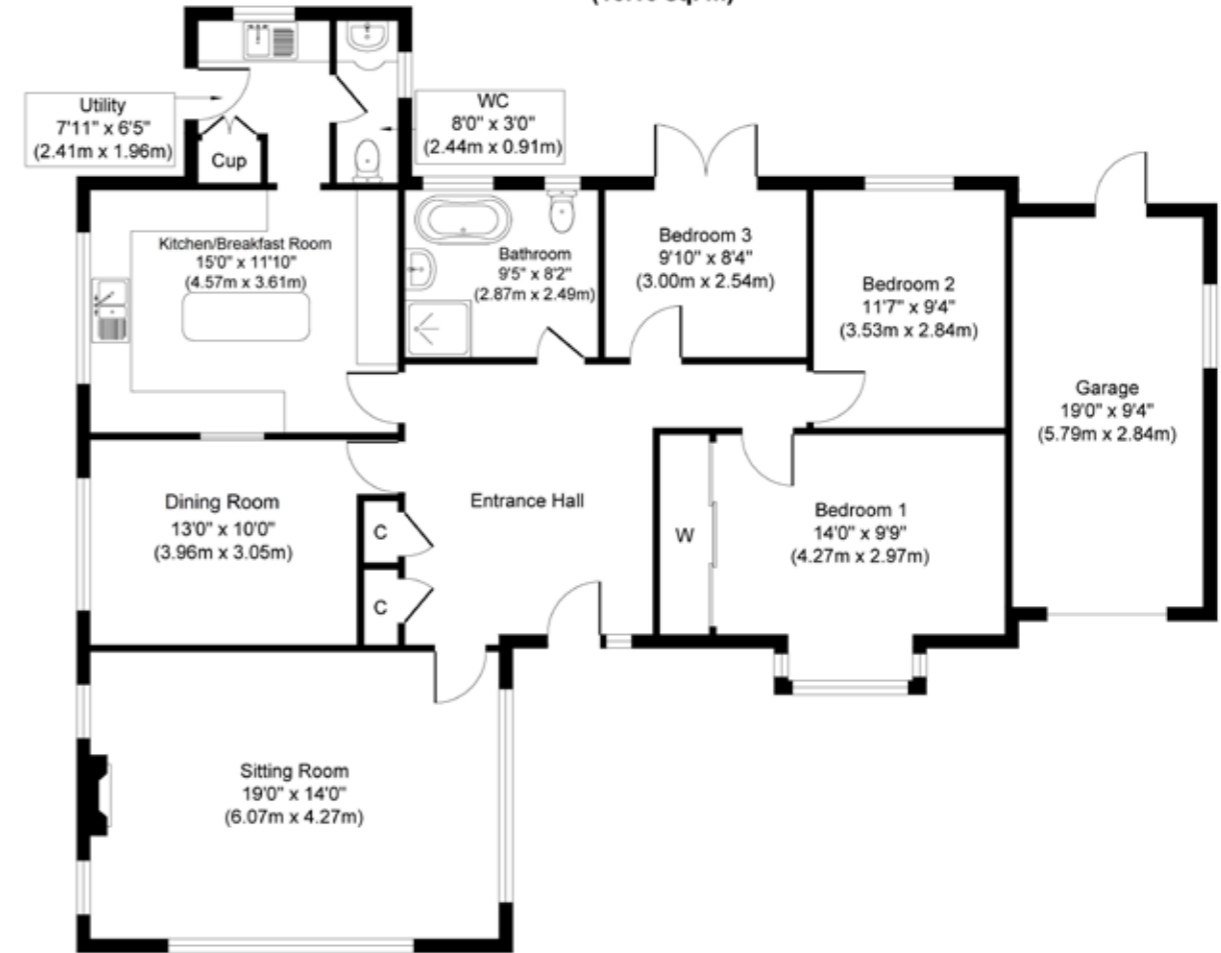 Utility
7'11" x 6'5"
(2.41m x 1.96m)
WC
8'0" x 3'0"
(2.44m x 0.91m)
Cup
Kitchen/Breakfast Room
15'0" x 11'10"
(4.57m x 3.61m)
Bathroom
9'5" x 8'2"
(2.87m x 2.49m)
Bedroom 3
9'10" x 8'4"
(3.00m x 2.54m)
Bedroom 2
11'7" x 9'4"
(3.53m x 2.84m)
Garage
19'0" x 9'4"
(5.79m x 2.84m)
Dining Room
13'0" x 10'0"
(3.96m x 3.05m)
C
C
Entrance Hall
W
Bedroom 1
14'0" x 9'9"
(4.27m x 2.97m)
Sitting Room
19'0" x 14'0"
(6.07m x 4.27m)